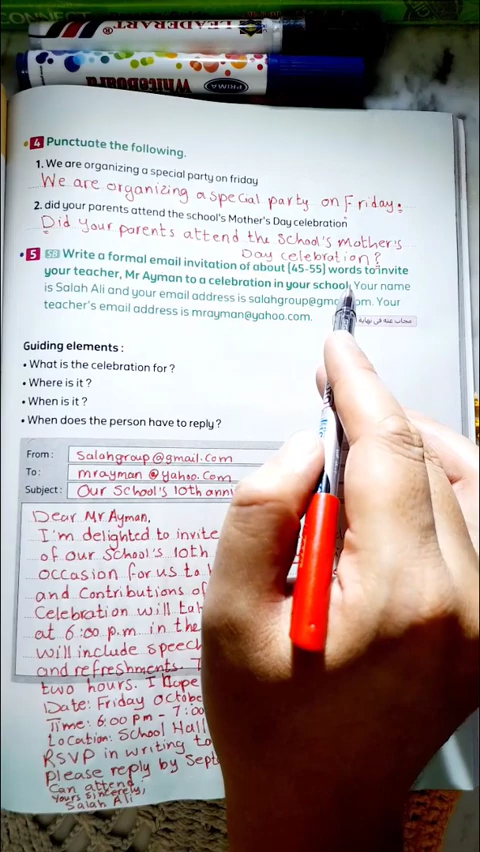 CONNECT
LEADERART®
Whiteboard PRIMA
4 Punctuate the following.
1. We are organizing a special party on friday
We are organizing a special party on Friday.
2. did your parents attend the school's Mother's Day celebration
Did your parents attend the school's mother's
Day celebration?
5 Write a formal email invitation of about (45-55) words to invite
your teacher, Mr Ayman to a celebration in your school. Your name
is Salah Ali and your email address is salahgroup@gm om. Your
teacher's email address is mrayman@yahoo.com.
مجاب عنه في نهاية
Guiding elements :
• What is the celebration for ?
• Where is it ?
• When is it ?
• When does the person have to reply ?
From : Salahgroup@gmail.com
To : mrayman@yahoo.com
Subject : Our School's 10th anni
Dear Mr Ayman,
I'm delighted to invite
of our School's 10th
occasion for us to
and contributions of
Celebration will ta
at 6:00 p.m. in the
will include speec
and refreshments.
two hours. I hope
Date: Friday Octobe
Time: 6:00 pm - 7:00
Location: School Hall
RSVP in writing to
Please reply by Sept
Can attend.
Yours sincerely,
Salah Ali